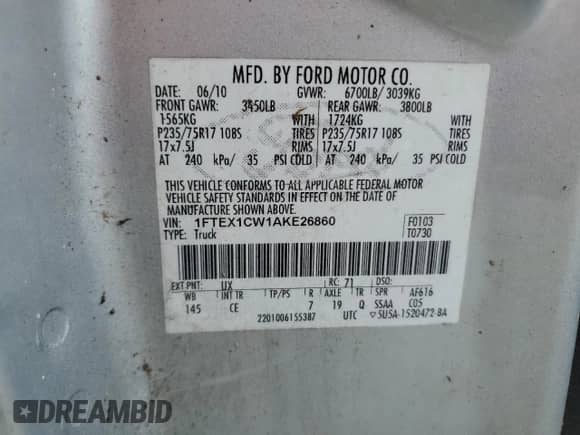 MFD. BY FORD MOTOR CO.
DATE: 06/10 GVWR: 6700LB/ 3039KG
FRONT GAWR: 3450LB REAR GAWR: 3800LB
1565KG WITH 1724KG WITH
P235/75R17 108S TIRES P235/75R17 108S TIRES
17x7.5J RIMS 17x7.5J RIMS
AT 240 kPa/ 35 PSI COLD AT 240 kPa/ 35 PSI COLD
THIS VEHICLE CONFORMS TO ALL APPLICABLE FEDERAL MOTOR
VEHICLE SAFETY STANDARDS IN EFFECT ON THE DATE OF
MANUFACTURE SHOWN ABOVE.
VIN: 1FTEX1CW1AKE26860 F0103
TYPE: Truck T0730
EXT PNT: UX RC: 71 DSO:
WB INT TR TP/PS R AXLE TR SPR AF616
145 CE 7 19 Q SSAA C05
2201006155387 UTC ▽5U5A-1520472-BA
DREAMBID